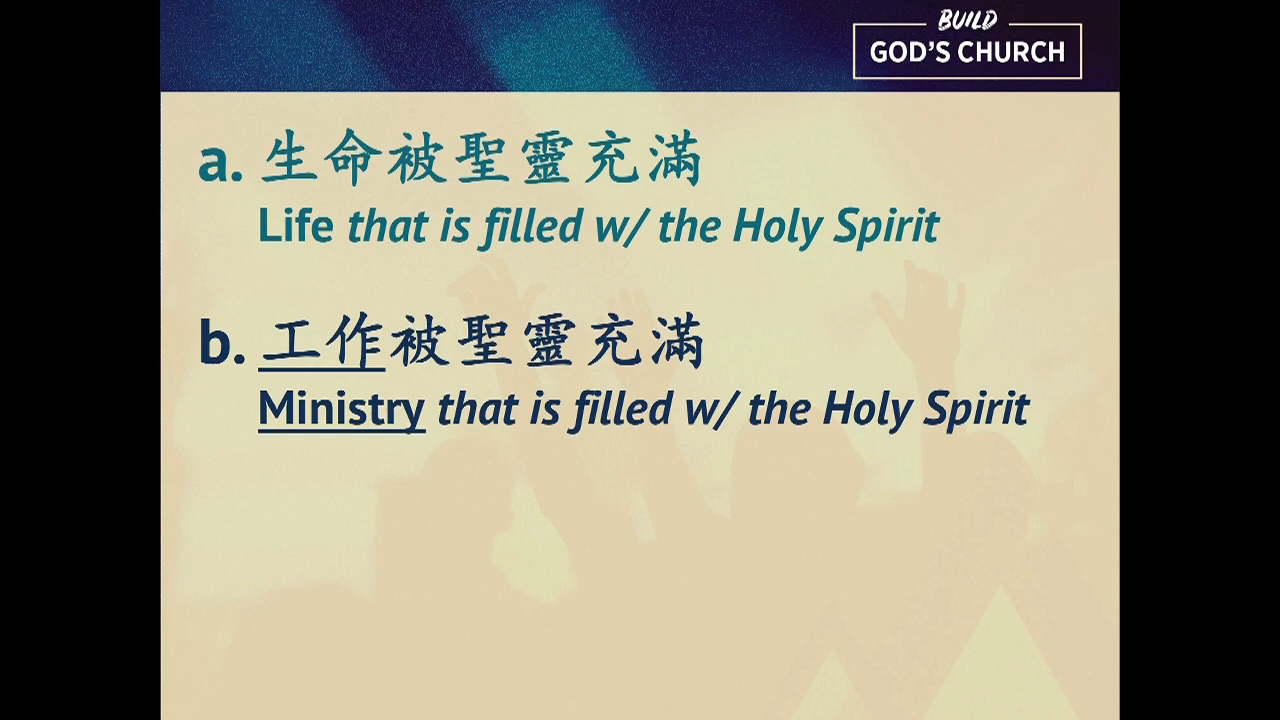 BUILD
GOD'S CHURCH
a. 生命被聖靈充滿
Life that is filled w/ the Holy Spirit
b. 工作被聖靈充滿
Ministry that is filled w/ the Holy Spirit